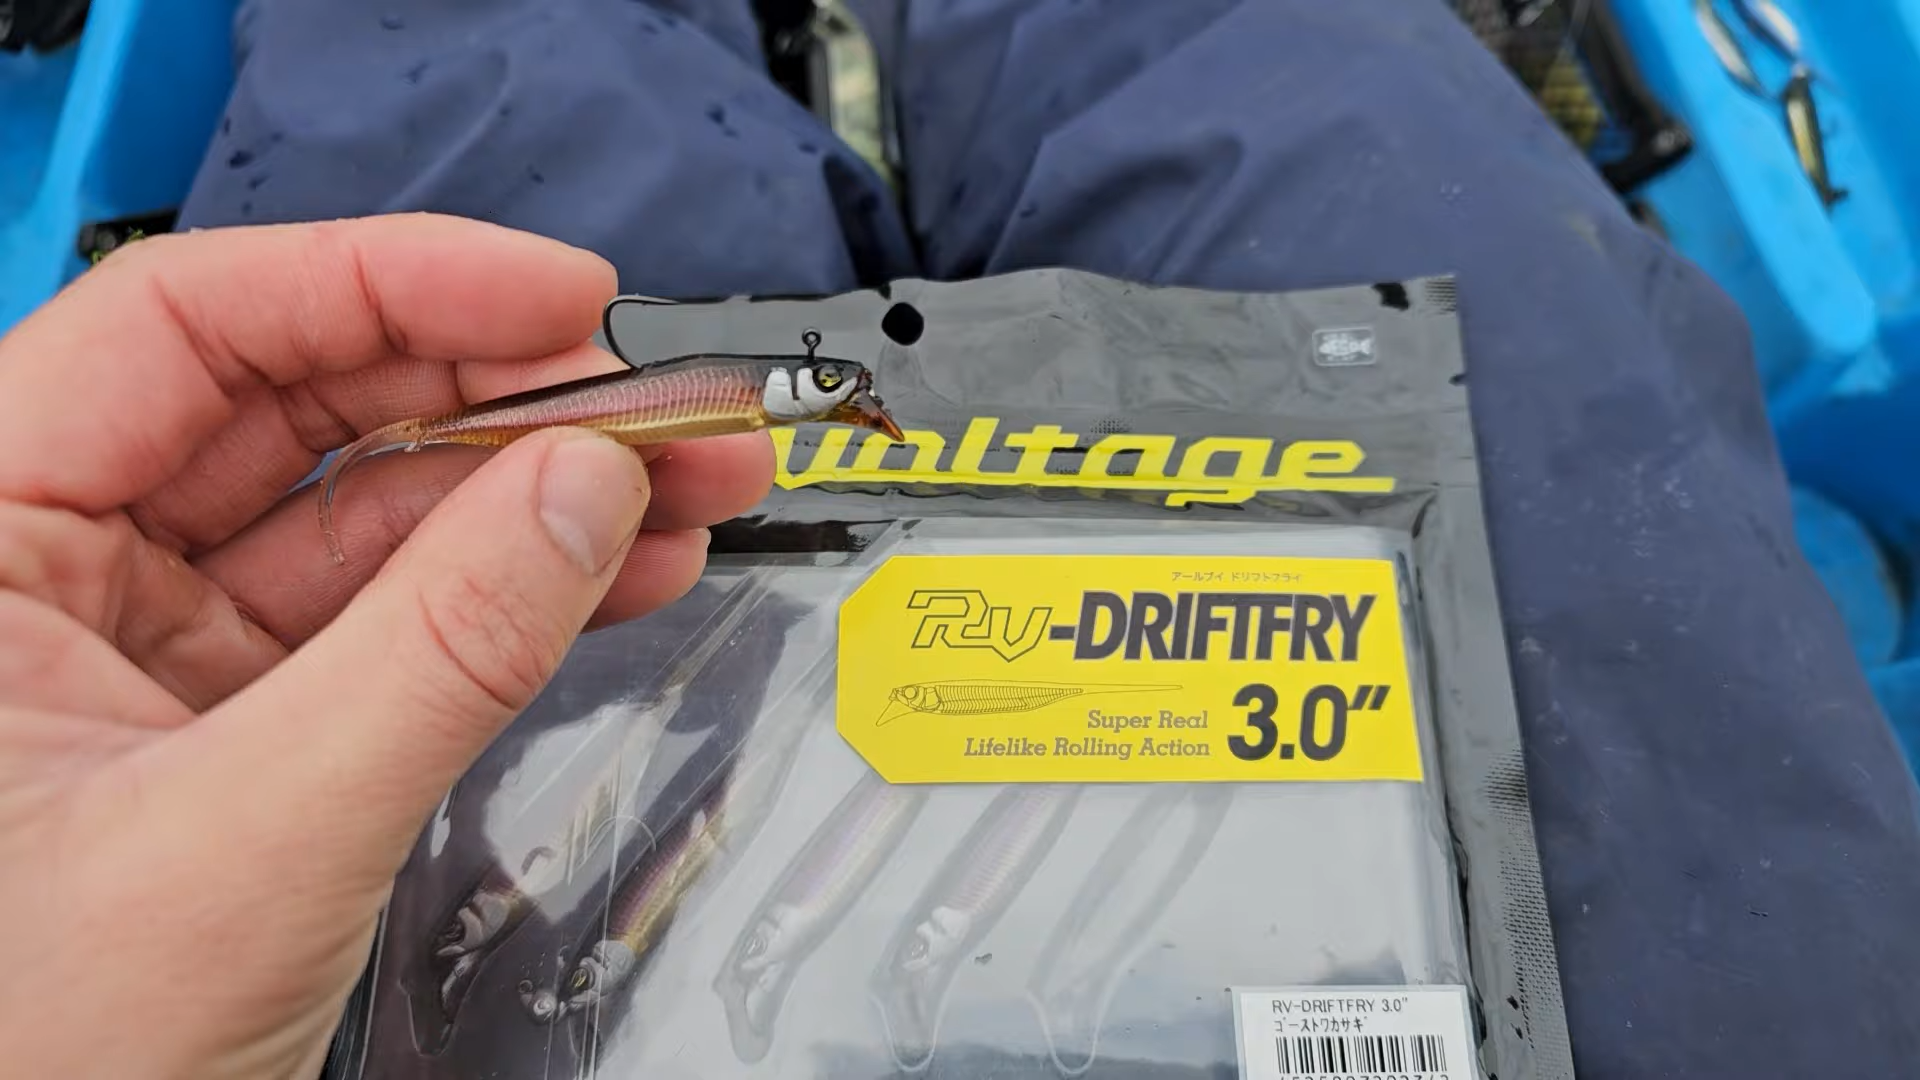 Voltage
アールブイ ドリフトフライ
RV-DRIFTFRY
Super Real
Lifelike Rolling Action
3.0"
RV-DRIFTFRY 3.0"
ゴーストワカサギ